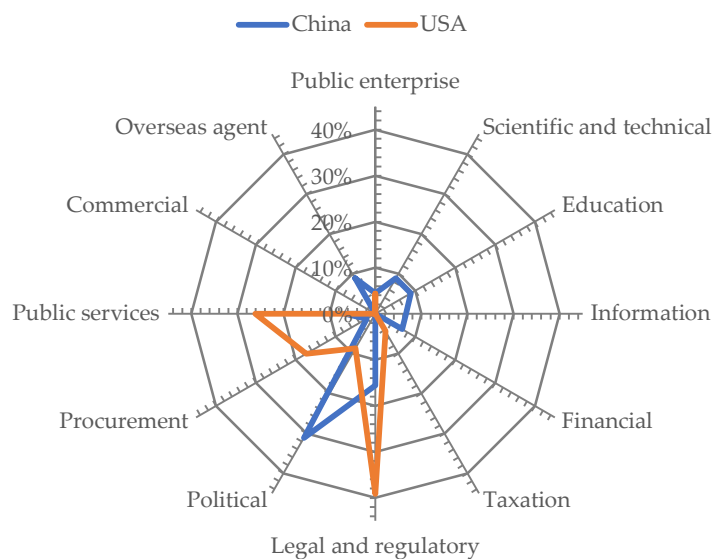 China
USA
Public enterprise
Overseas agent
Scientific and technical
40%
30%
Commercial
Education
20%
10%
Public services
0%
Information
Procurement
Financial
Political
Taxation
Legal and regulatory